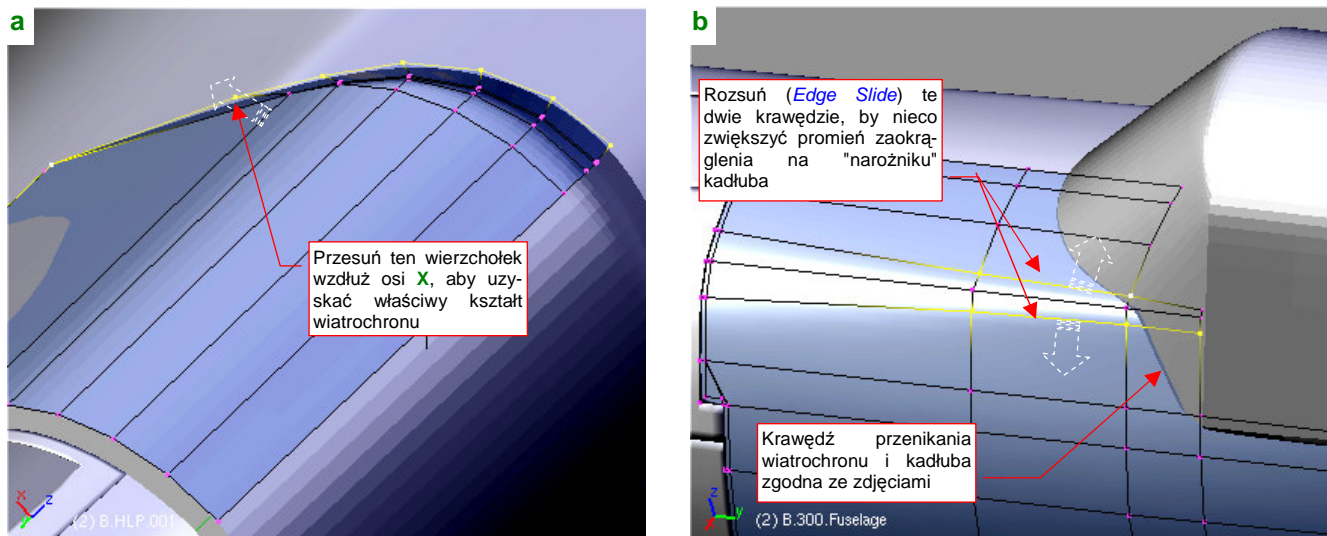 a
Przesuń ten wierzchołek
wzdłuż osi X, aby uzy-
skać właściwy kształt
wiatrochronu
x
z
y
(2) B.HLP.001
b
Rozsuń (Edge Slide) te
dwie krawędzie, by nieco
zwiększyć promień zaokrą-
glenia na "narożniku"
kadłuba
Krawędź przenikania
wiatrochronu i kadłuba
zgodna ze zdjęciami
z
y
x
(2) B.300.Fuselage